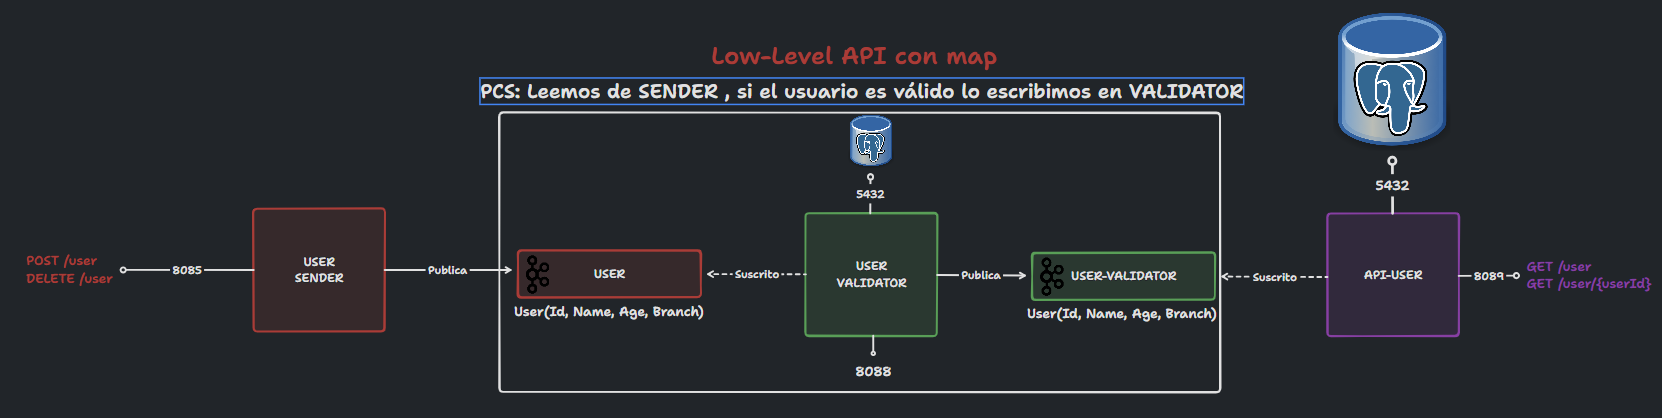 Low-Level API con map
PCS: Leemos de SENDER , si el usuario es válido lo escribimos en VALIDATOR
POST /user
DELETE /user
8085
USER
SENDER
Publica
USER
User(Id, Name, Age, Branch)
Suscrito
5432
USER
VALIDATOR
8088
Publica
USER-VALIDATOR
User(Id, Name, Age, Branch)
Suscrito
5432
API-USER
8089
GET /user
GET /user/{userId}